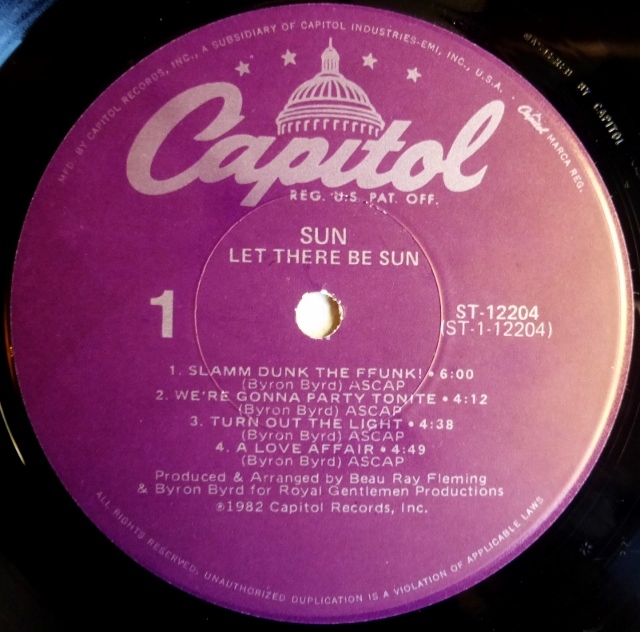 MFD. BY CAPITOL RECORDS, INC., A SUBSIDIARY OF CAPITOL INDUSTRIES-EMI, INC., U.S.A. • Capitol MARCA REG.
MASTERED BY CAPITOL
Capitol
REG. U.S. PAT. OFF.
SUN
LET THERE BE SUN
1
ST-12204
(ST-1-12204)
1. SLAMM DUNK THE FFUNK! • 6:00
(Byron Byrd) ASCAP
2. WE'RE GONNA PARTY TONITE • 4:12
(Byron Byrd) ASCAP
3. TURN OUT THE LIGHT • 4:38
(Byron Byrd) ASCAP
4. A LOVE AFFAIR • 4:49
(Byron Byrd) ASCAP
Produced & Arranged by Beau Ray Fleming
& Byron Byrd for Royal Gentlemen Productions
℗1982 Capitol Records, Inc.
ALL RIGHTS RESERVED. UNAUTHORIZED DUPLICATION IS A VIOLATION OF APPLICABLE LAWS